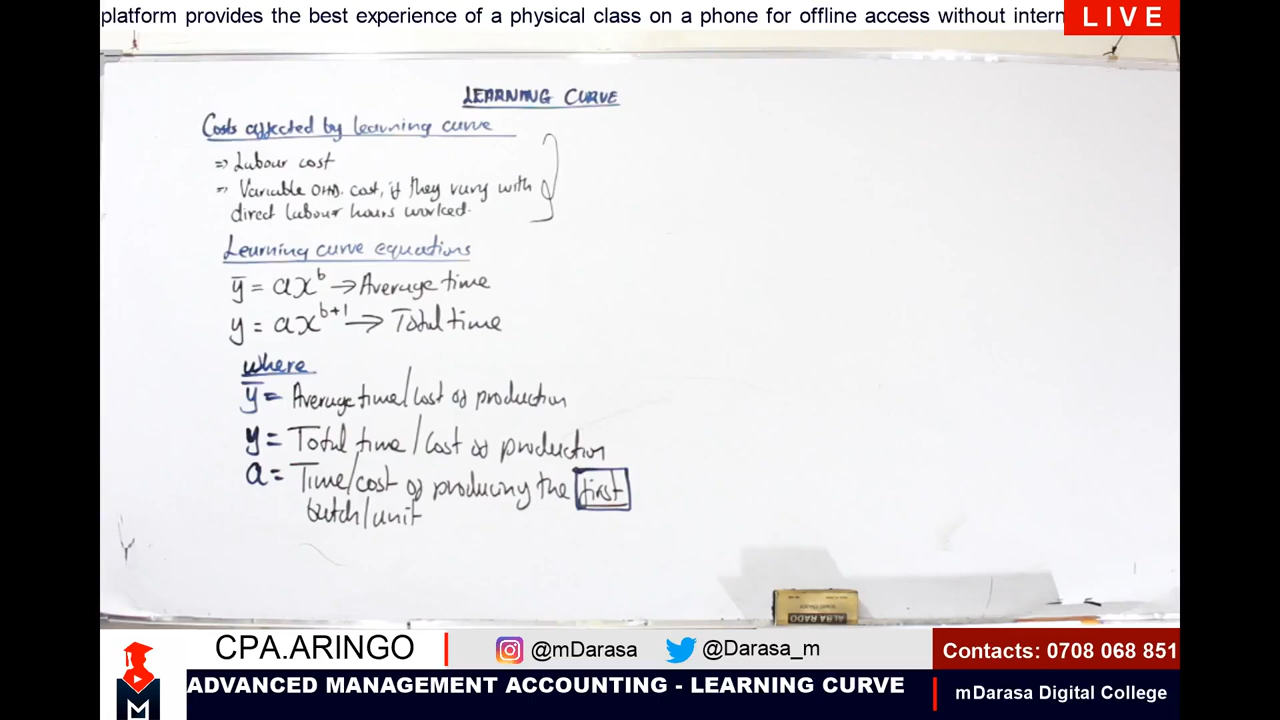 platform provides the best experience of a physical class on a phone for offline access without intern
LIVE
LEARNING CURVE
Costs affected by learning curve
⇒ Labour cost
⇒ Variable OHD. cost, if they vary with
direct labour hours worked.
Learning curve equations
ȳ = ax^b → Average time
y = ax^(b+1) → Total time
where
ȳ = Average time/cost of production
y = Total time/cost of production
a = Time/cost of producing the first
batch/unit
ALBA RADO
CPA.ARINGO
@mDarasa
@Darasa_m
Contacts: 0708 068 851
M
ADVANCED MANAGEMENT ACCOUNTING - LEARNING CURVE
mDarasa Digital College